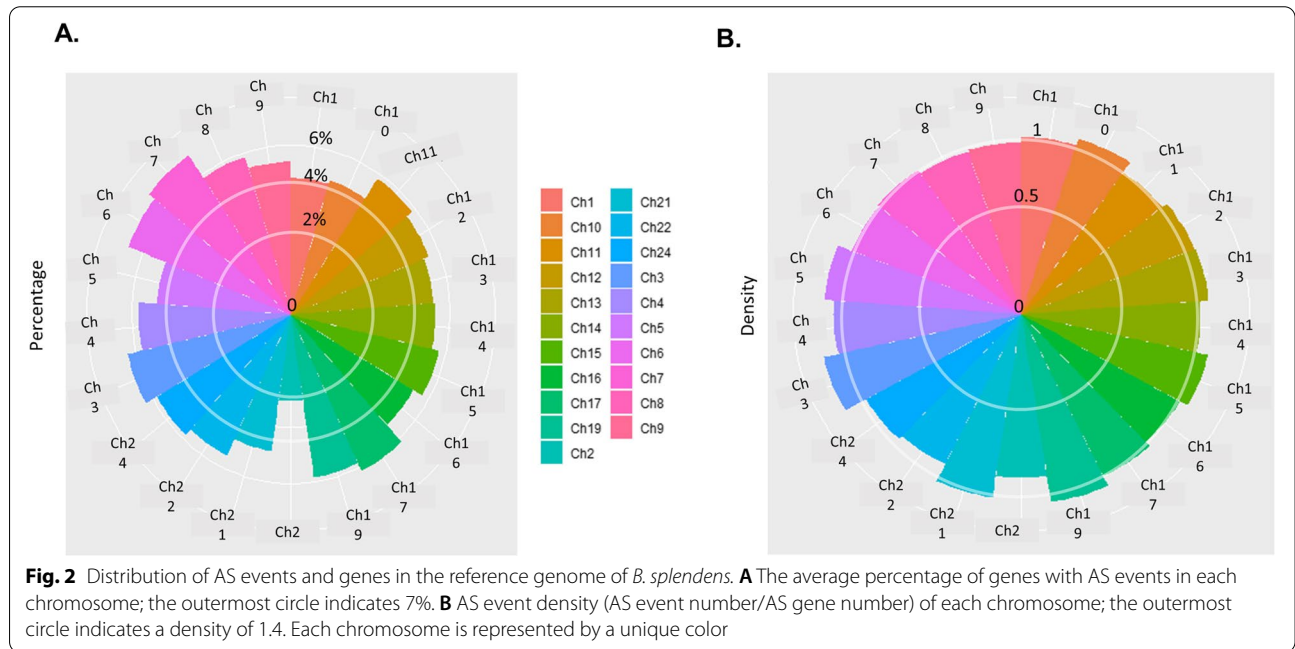 A.
B.
Ch
9
Ch1
Ch1
0
Ch11
Ch1
2
Ch1
3
Ch1
4
Ch1
5
Ch1
6
Ch1
7
Ch1
9
Ch2
Ch2
1
Ch2
2
Ch2
4
Ch
3
Ch
4
Ch
5
Ch
6
Ch
7
Ch
8
6%
4%
2%
0
Percentage
Ch1
Ch10
Ch11
Ch12
Ch13
Ch14
Ch15
Ch16
Ch17
Ch19
Ch2
Ch21
Ch22
Ch24
Ch3
Ch4
Ch5
Ch6
Ch7
Ch8
Ch9
Ch
9
Ch1
Ch1
0
Ch1
1
Ch1
2
Ch1
3
Ch1
4
Ch1
5
Ch1
6
Ch1
7
Ch1
9
Ch2
Ch2
1
Ch2
2
Ch2
4
Ch
3
Ch
4
Ch
5
Ch
6
Ch
7
Ch
8
1
0.5
0
Density
Fig. 2 Distribution of AS events and genes in the reference genome of B. splendens. A The average percentage of genes with AS events in each
chromosome; the outermost circle indicates 7%. B AS event density (AS event number/AS gene number) of each chromosome; the outermost
circle indicates a density of 1.4. Each chromosome is represented by a unique color